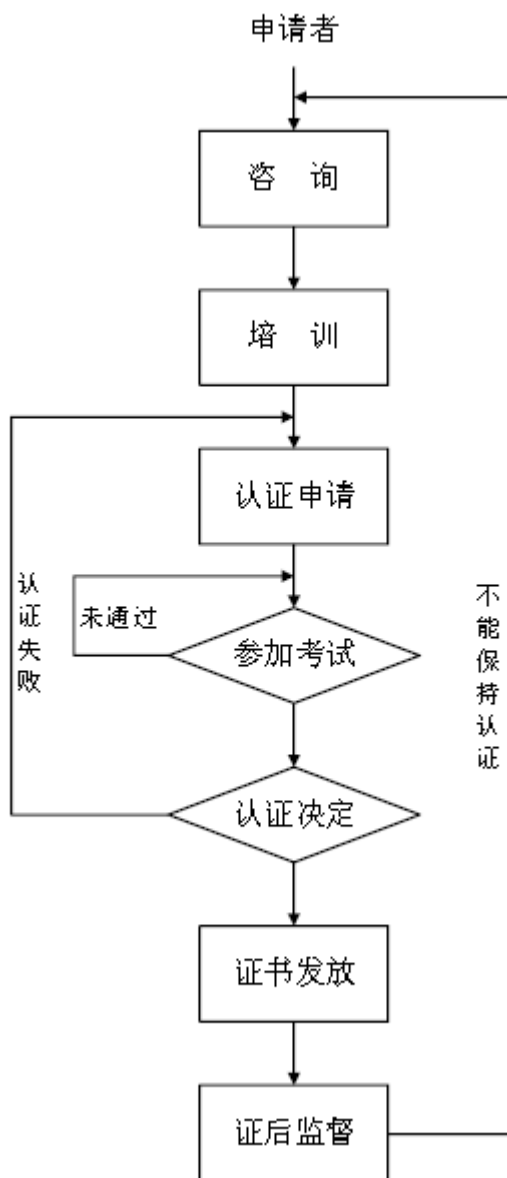 申请者
咨 询
培 训
认证申请
认证失败
未通过
参加考试
不能保持认证
认证决定
证书发放
证后监督